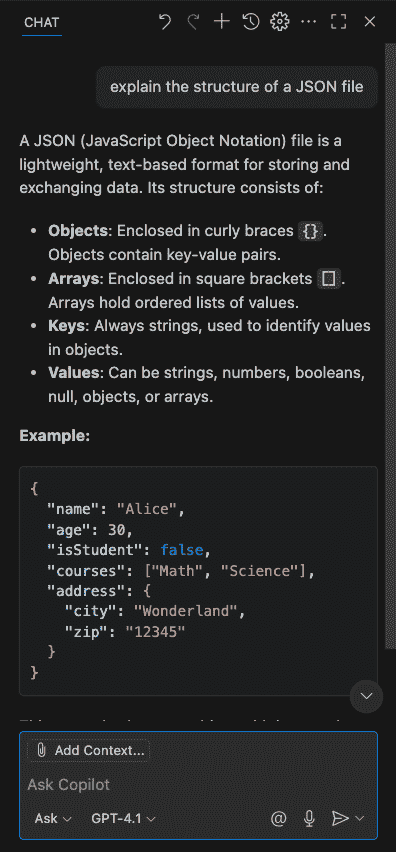 CHAT
explain the structure of a JSON file
A JSON (JavaScript Object Notation) file is a
lightweight, text-based format for storing and
exchanging data. Its structure consists of:
• Objects: Enclosed in curly braces {}.
Objects contain key-value pairs.
• Arrays: Enclosed in square brackets [].
Arrays hold ordered lists of values.
• Keys: Always strings, used to identify values
in objects.
• Values: Can be strings, numbers, booleans,
null, objects, or arrays.
Example:
{
  "name": "Alice",
  "age": 30,
  "isStudent": false,
  "courses": ["Math", "Science"],
  "address": {
    "city": "Wonderland",
    "zip": "12345"
  }
}
Add Context...
Ask Copilot
Ask GPT-4.1